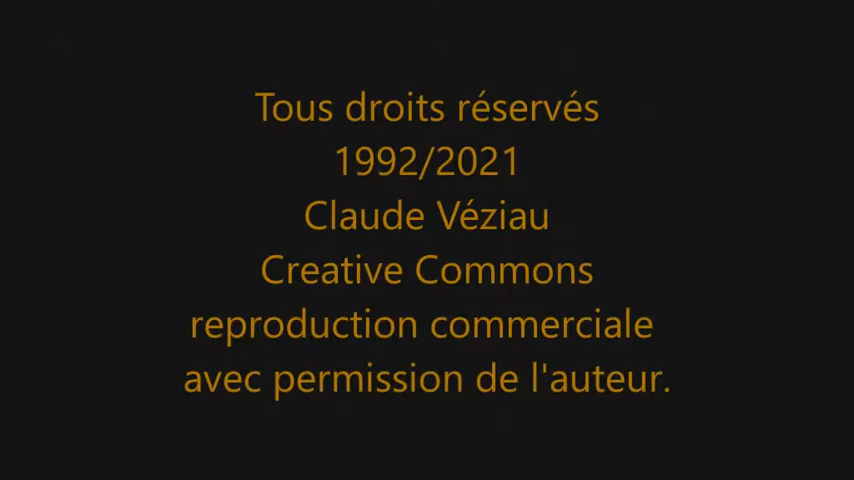 Tous droits réservés
1992/2021
Claude Véziau
Creative Commons
reproduction commerciale
avec permission de l'auteur.